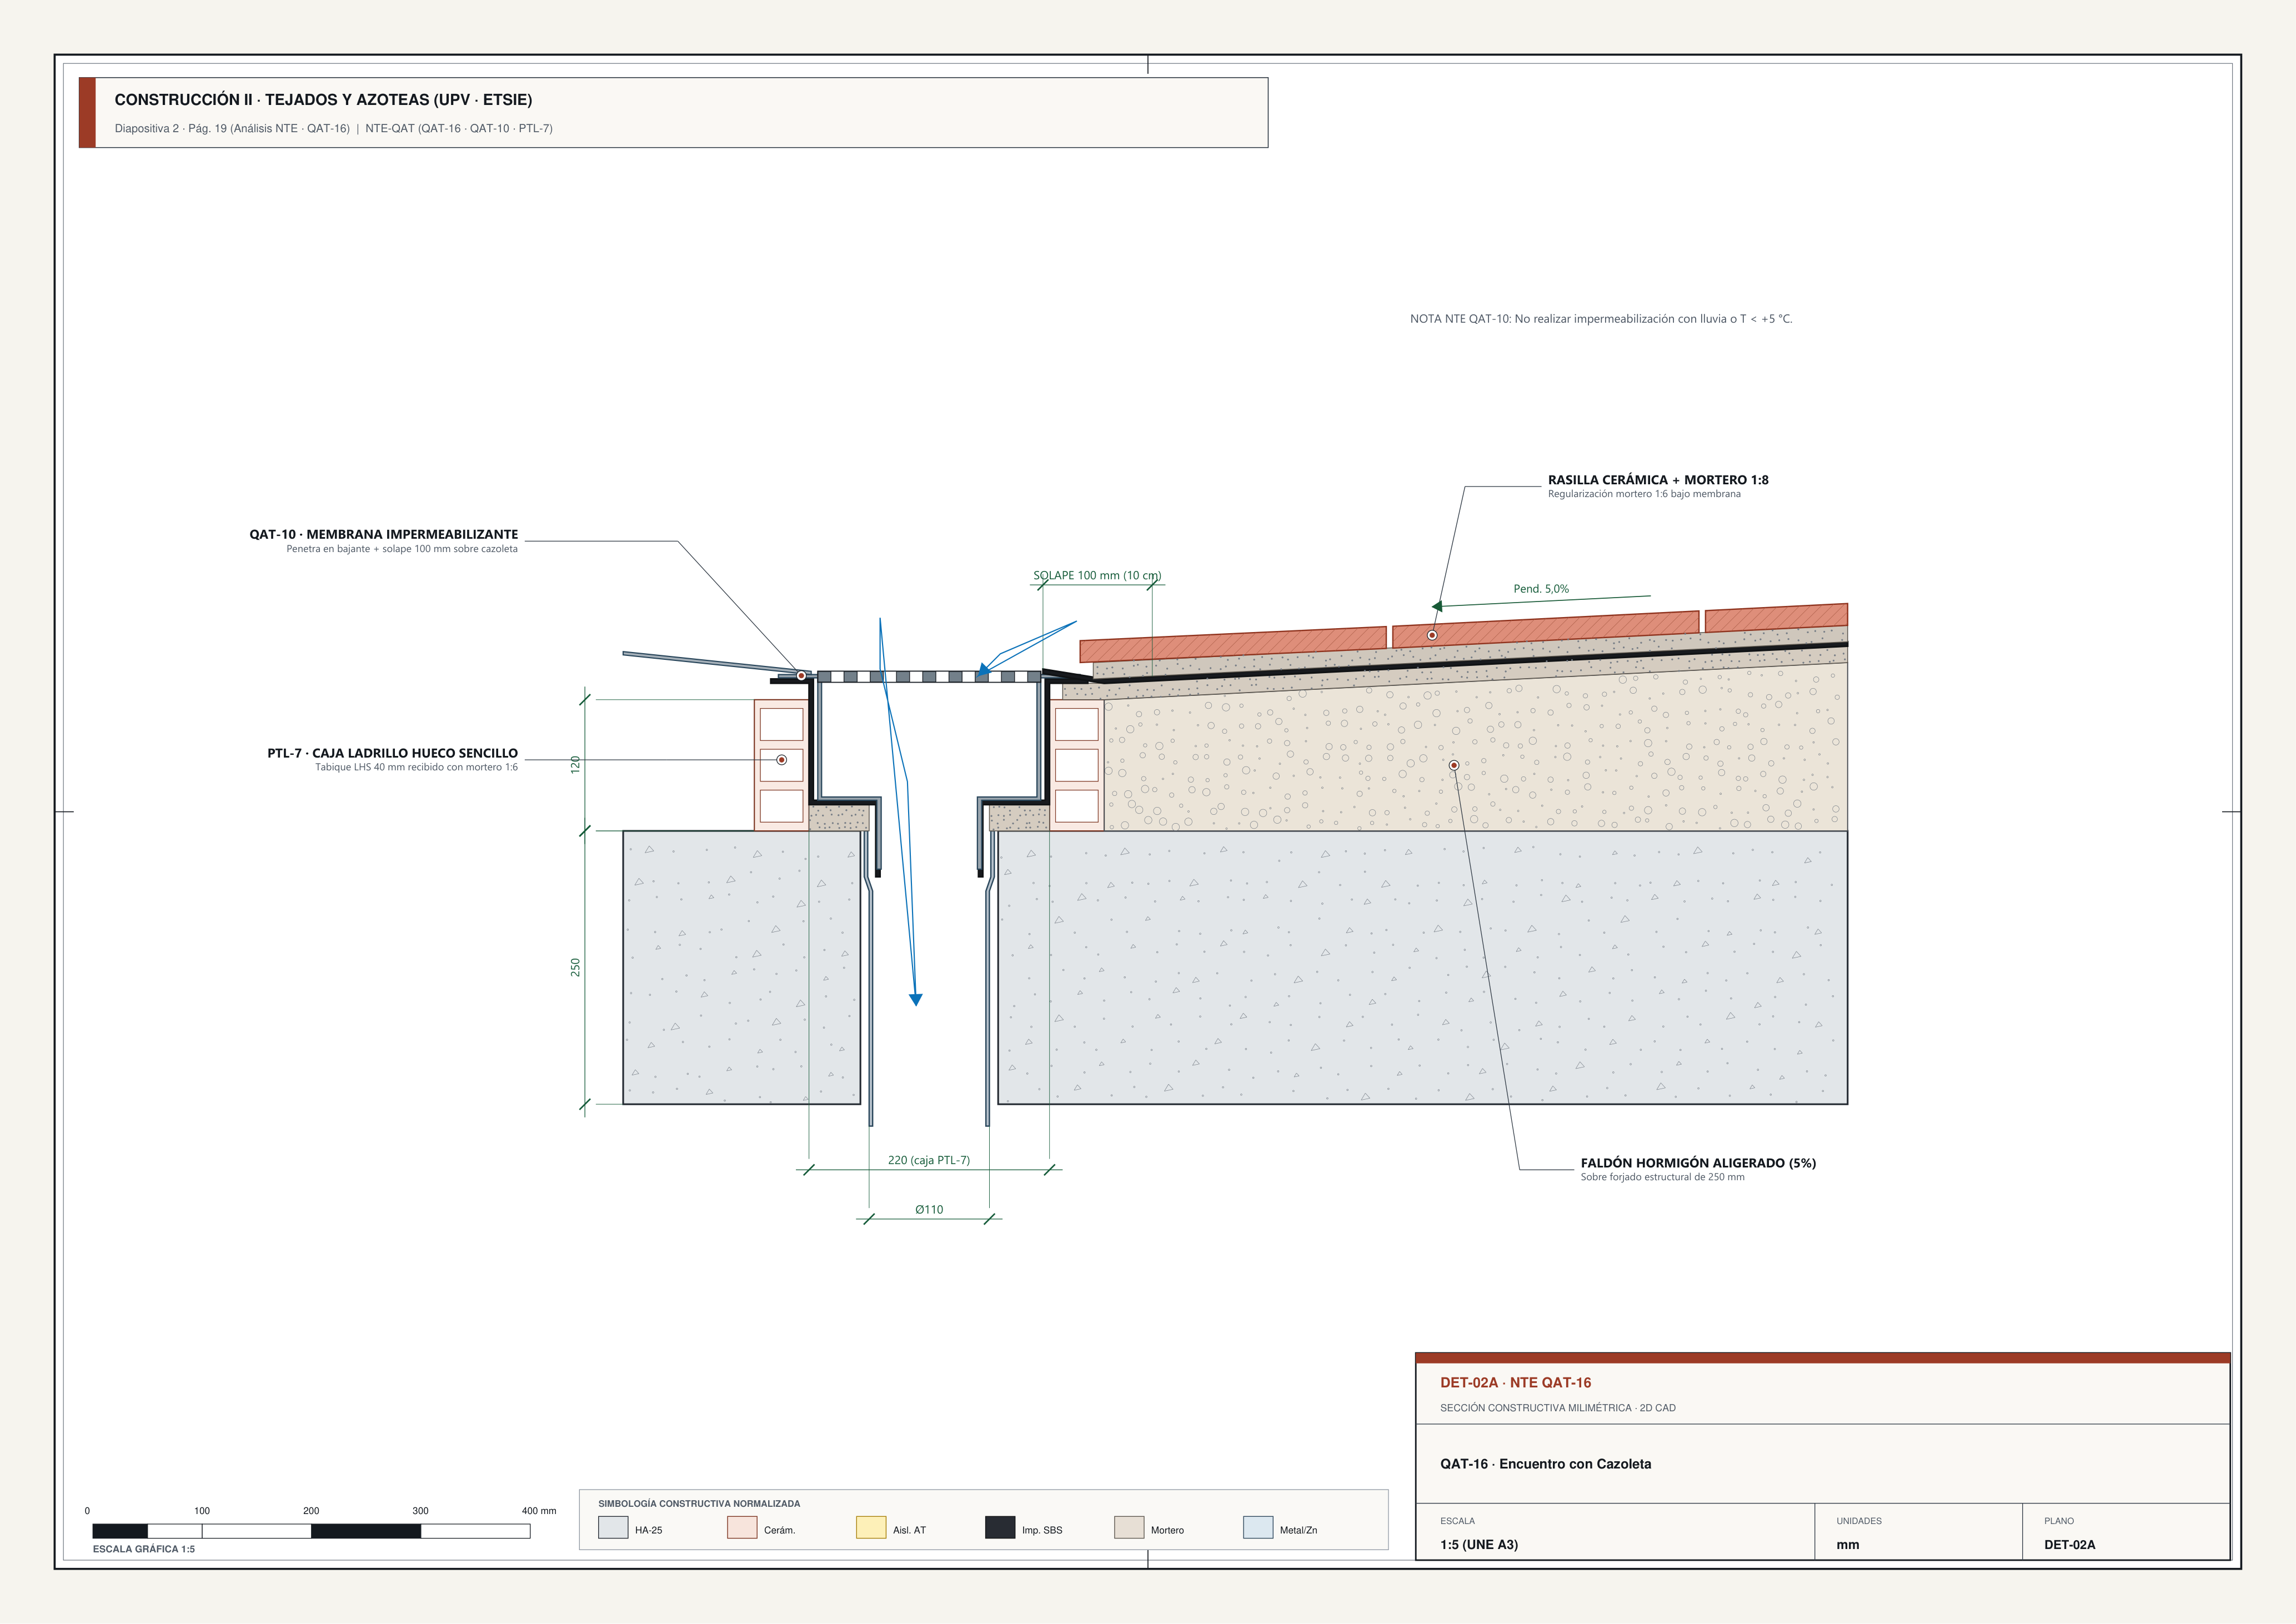 CONSTRUCCIÓN II · TEJADOS Y AZOTEAS (UPV · ETSIE)
Diapositiva 2 · Pág. 19 (Análisis NTE · QAT-16) | NTE-QAT (QAT-16 · QAT-10 · PTL-7)
NOTA NTE QAT-10: No realizar impermeabilización con lluvia o T < +5 °C.
RASILLA CERÁMICA + MORTERO 1:8
Regularización mortero 1:6 bajo membrana
QAT-10 · MEMBRANA IMPERMEABILIZANTE
Penetra en bajante + solape 100 mm sobre cazoleta
SOLAPE 100 mm (10 cm)
Pend. 5,0%
PTL-7 · CAJA LADRILLO HUECO SENCILLO
Tabique LHS 40 mm recibido con mortero 1:6
120
250
220 (caja PTL-7)
Ø110
FALDÓN HORMIGÓN ALIGERADO (5%)
Sobre forjado estructural de 250 mm
0 100 200 300 400 mm
ESCALA GRÁFICA 1:5
SIMBOLOGÍA CONSTRUCTIVA NORMALIZADA
HA-25 Cerám. Aisl. AT Imp. SBS Mortero Metal/Zn
DET-02A · NTE QAT-16
SECCIÓN CONSTRUCTIVA MILIMÉTRICA · 2D CAD
QAT-16 · Encuentro con Cazoleta
ESCALA UNIDADES PLANO
1:5 (UNE A3) mm DET-02A